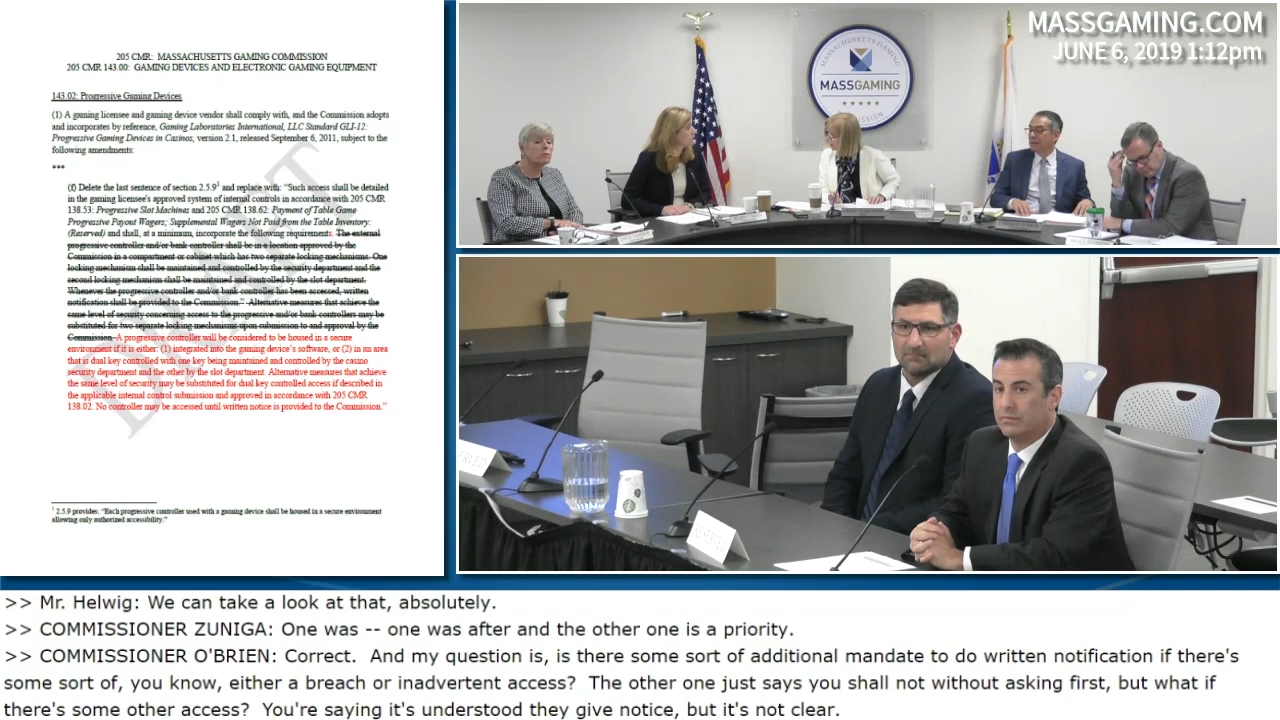 205 CMR: MASSACHUSETTS GAMING COMMISSION
205 CMR 143.00: GAMING DEVICES AND ELECTRONIC GAMING EQUIPMENT
143.02: Progressive Gaming Devices
(1) A gaming licensee and gaming device vendor shall comply with, and the Commission adopts
and incorporates by reference, Gaming Laboratories International, LLC Standard GLI-12:
Progressive Gaming Devices in Casinos, version 2.1, released September 6, 2011, subject to the
following amendments:
***
(f) Delete the last sentence of section 2.5.9¹ and replace with: “Such access shall be detailed
in the gaming licensee's approved system of internal controls in accordance with 205 CMR
138.53: Progressive Slot Machines and 205 CMR 138.62: Payment of Table Game
Progressive Payout Wagers; Supplemental Wagers Not Paid from the Table Inventory:
(Reserved) and shall, at a minimum, incorporate the following requirements. The external
progressive controller and/or bank controller shall be in a location approved by the
Commission in a compartment or cabinet which has two separate locking mechanisms. One
locking mechanism shall be maintained and controlled by the security department and the
second locking mechanism shall be maintained and controlled by the slot department.
Whenever the progressive controller and/or bank controller has been accessed, written
notification shall be provided to the Commission.” Alternative measures that achieve the
same level of security concerning access to the progressive and/or bank controllers may be
substituted for two separate locking mechanisms upon submission to and approval by the
Commission. A progressive controller will be considered to be housed in a secure
environment if it is either: (1) integrated into the gaming device's software, or (2) in an area
that is dual key controlled with one key being maintained and controlled by the casino
security department and the other by the slot department. Alternative measures that achieve
the same level of security may be substituted for dual key controlled access if described in
the applicable internal control submission and approved in accordance with 205 CMR
138.02. No controller may be accessed until written notice is provided to the Commission.”
¹ 2.5.9 provides: “Each progressive controller used with a gaming device shall be housed in a secure environment
allowing only authorized accessibility.”
DRAFT
MASSGAMING.COM
JUNE 6, 2019 1:12pm
MASSACHUSETTS GAMING
MASSGAMING
★★★★★
>> Mr. Helwig: We can take a look at that, absolutely.
>> COMMISSIONER ZUNIGA: One was -- one was after and the other one is a priority.
>> COMMISSIONER O'BRIEN: Correct. And my question is, is there some sort of additional mandate to do written notification if there's
some sort of, you know, either a breach or inadvertent access? The other one just says you shall not without asking first, but what if
there's some other access? You're saying it's understood they give notice, but it's not clear.